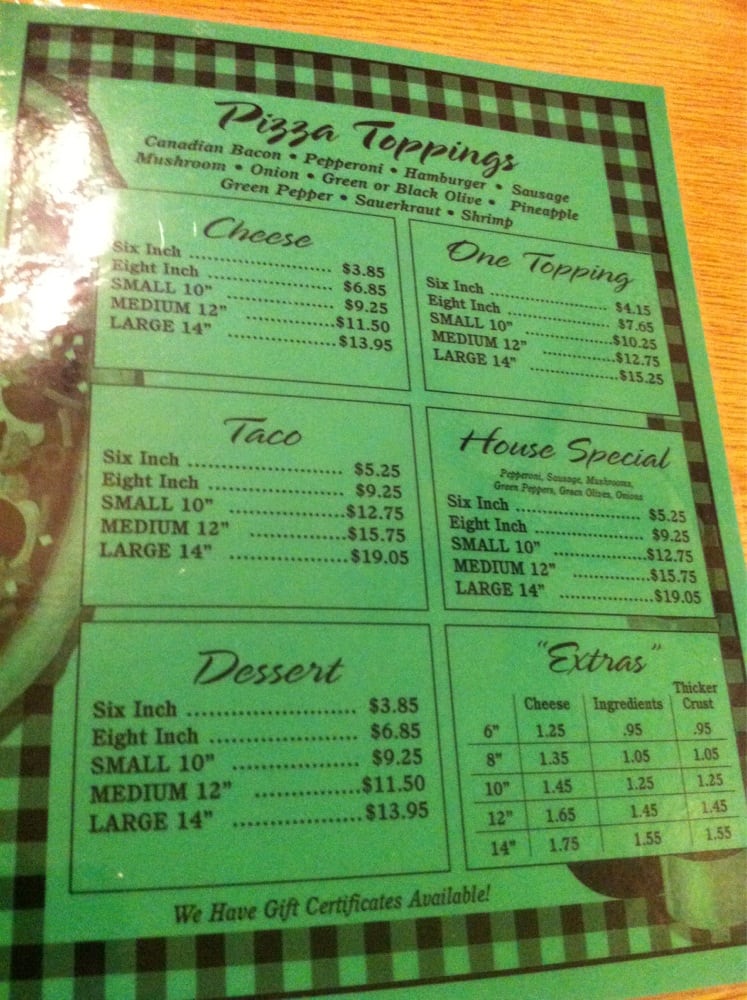 Pizza Toppings
Canadian Bacon • Pepperoni • Hamburger • Sausage
Mushroom • Onion • Green or Black Olive • Pineapple
Green Pepper • Sauerkraut • Shrimp
Cheese
Six Inch ........................... $3.85
Eight Inch ........................ $6.85
SMALL 10" ..................... $9.25
MEDIUM 12" ..................$11.50
LARGE 14" .....................$13.95
One Topping
Six Inch ........................... $4.15
Eight Inch ........................ $7.65
SMALL 10" .....................$10.25
MEDIUM 12" ..................$12.75
LARGE 14" .....................$15.25
Taco
Six Inch ........................... $5.25
Eight Inch ........................ $9.25
SMALL 10" .....................$12.75
MEDIUM 12" ..................$15.75
LARGE 14" .....................$19.05
House Special
Pepperoni, Sausage, Mushrooms,
Green Peppers, Green Olives, Onions
Six Inch ........................... $5.25
Eight Inch ........................ $9.25
SMALL 10" .....................$12.75
MEDIUM 12" ..................$15.75
LARGE 14" .....................$19.05
Dessert
Six Inch ........................... $3.85
Eight Inch ........................ $6.85
SMALL 10" ..................... $9.25
MEDIUM 12" ..................$11.50
LARGE 14" .....................$13.95
"Extras"
Cheese Ingredients Thicker Crust
6" 1.25 .95 .95
8" 1.35 1.05 1.05
10" 1.45 1.25 1.25
12" 1.65 1.45 1.45
14" 1.75 1.55 1.55
We Have Gift Certificates Available!